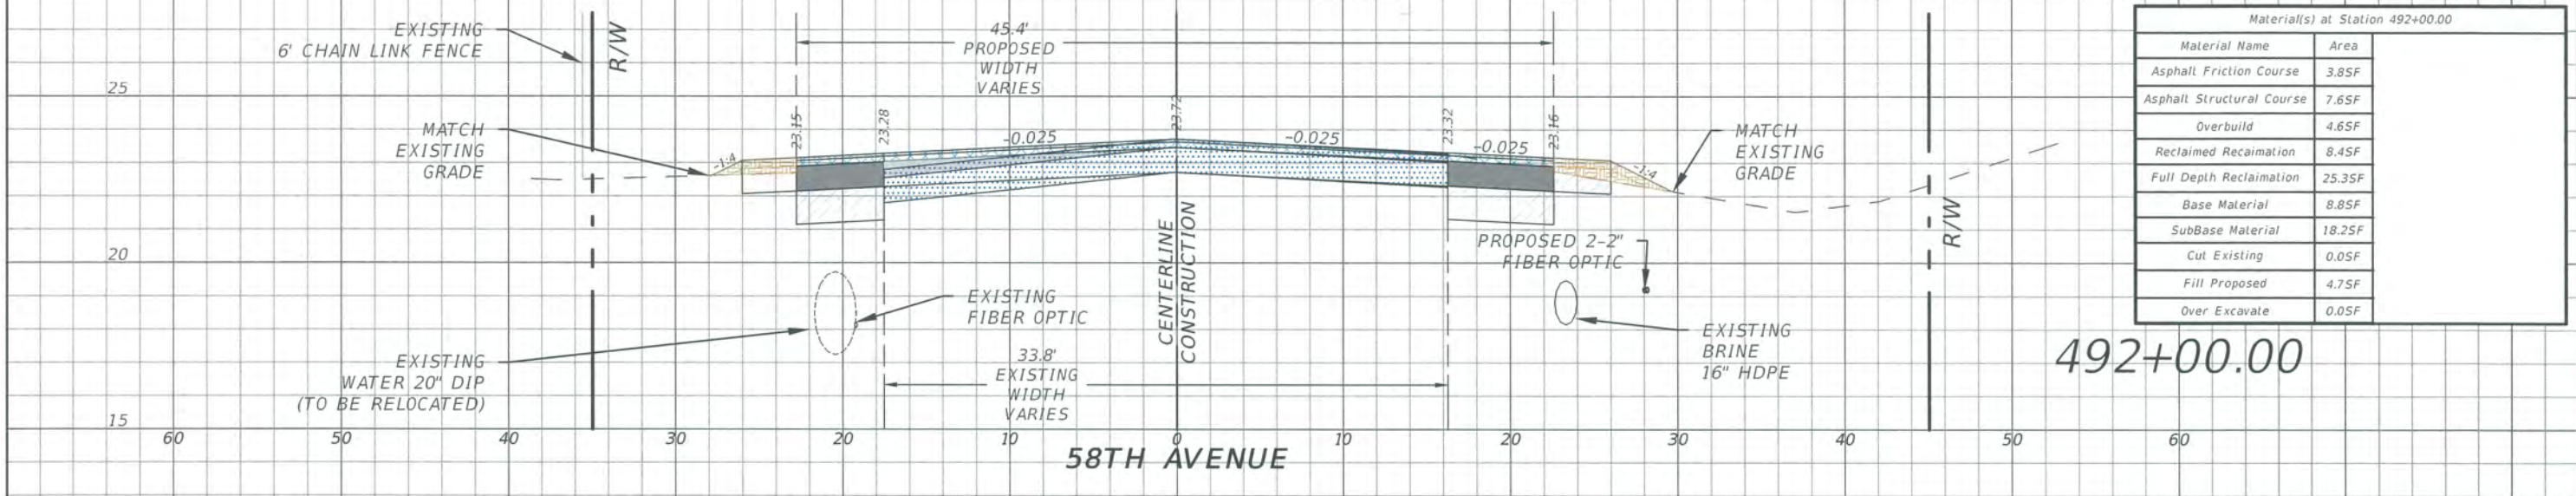 EXISTING
6' CHAIN LINK FENCE
R/W
45.4'
PROPOSED
WIDTH
VARIES
25
MATCH
EXISTING
GRADE
-1:4
23.15
23.28
-0.025
23.72
-0.025
23.32
-0.025
23.16
-1:4
MATCH
EXISTING
GRADE
20
CENTERLINE
CONSTRUCTION
PROPOSED 2-2"
FIBER OPTIC
R/W
EXISTING
FIBER OPTIC
EXISTING
WATER 20" DIP
(TO BE RELOCATED)
33.8'
EXISTING
WIDTH
VARIES
EXISTING
BRINE
16" HDPE
15
60 50 40 30 20 10 0 10 20 30 40 50 60
58TH AVENUE
Material(s) at Station 492+00.00
Material Name Area
Asphalt Friction Course 3.8SF
Asphalt Structural Course 7.6SF
Overbuild 4.6SF
Reclaimed Recaimation 8.4SF
Full Depth Reclaimation 25.3SF
Base Material 8.8SF
SubBase Material 18.2SF
Cut Existing 0.0SF
Fill Proposed 4.7SF
Over Excavate 0.0SF
492+00.00